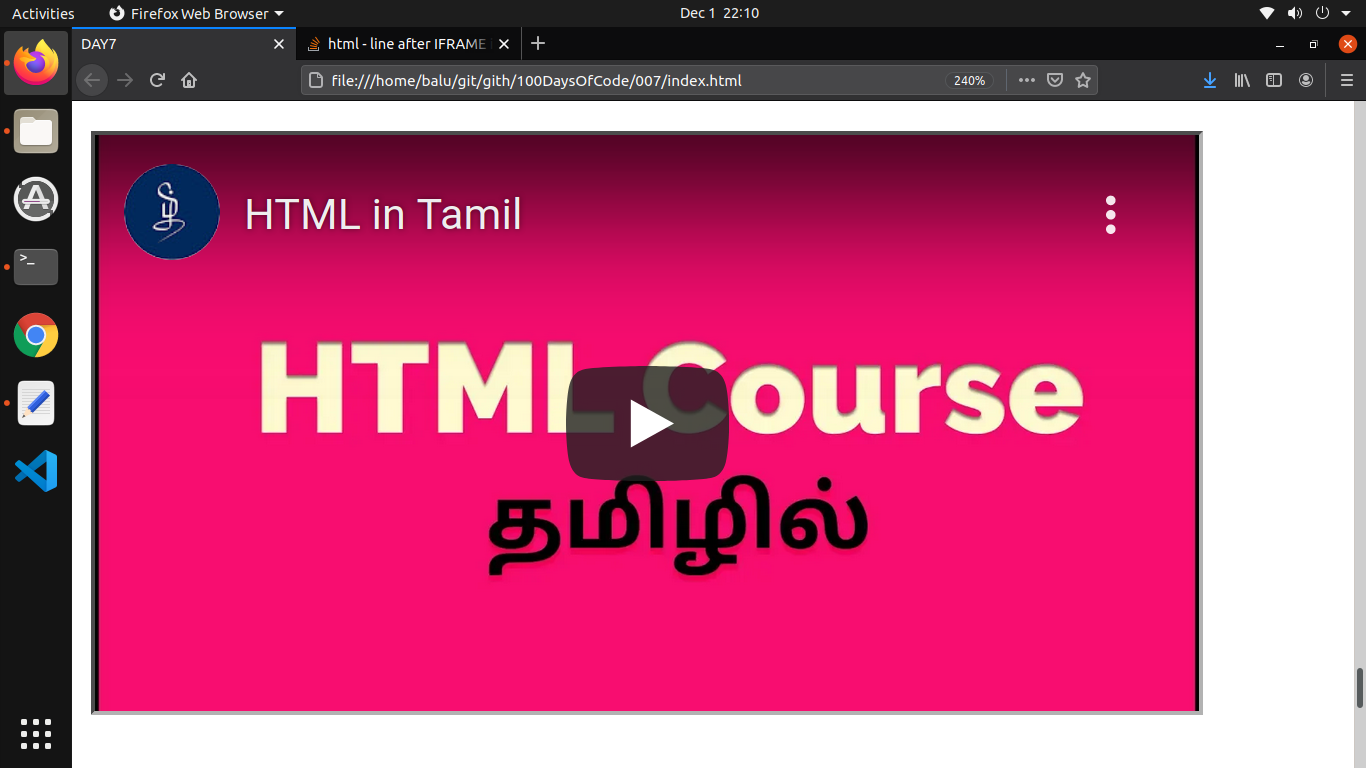 Activities
Firefox Web Browser
Dec 1 22:10
DAY7
html - line after IFRAME
file:///home/balu/git/gith/100DaysOfCode/007/index.html
240%
HTML in Tamil
HTML Course
தமிழில்
>_